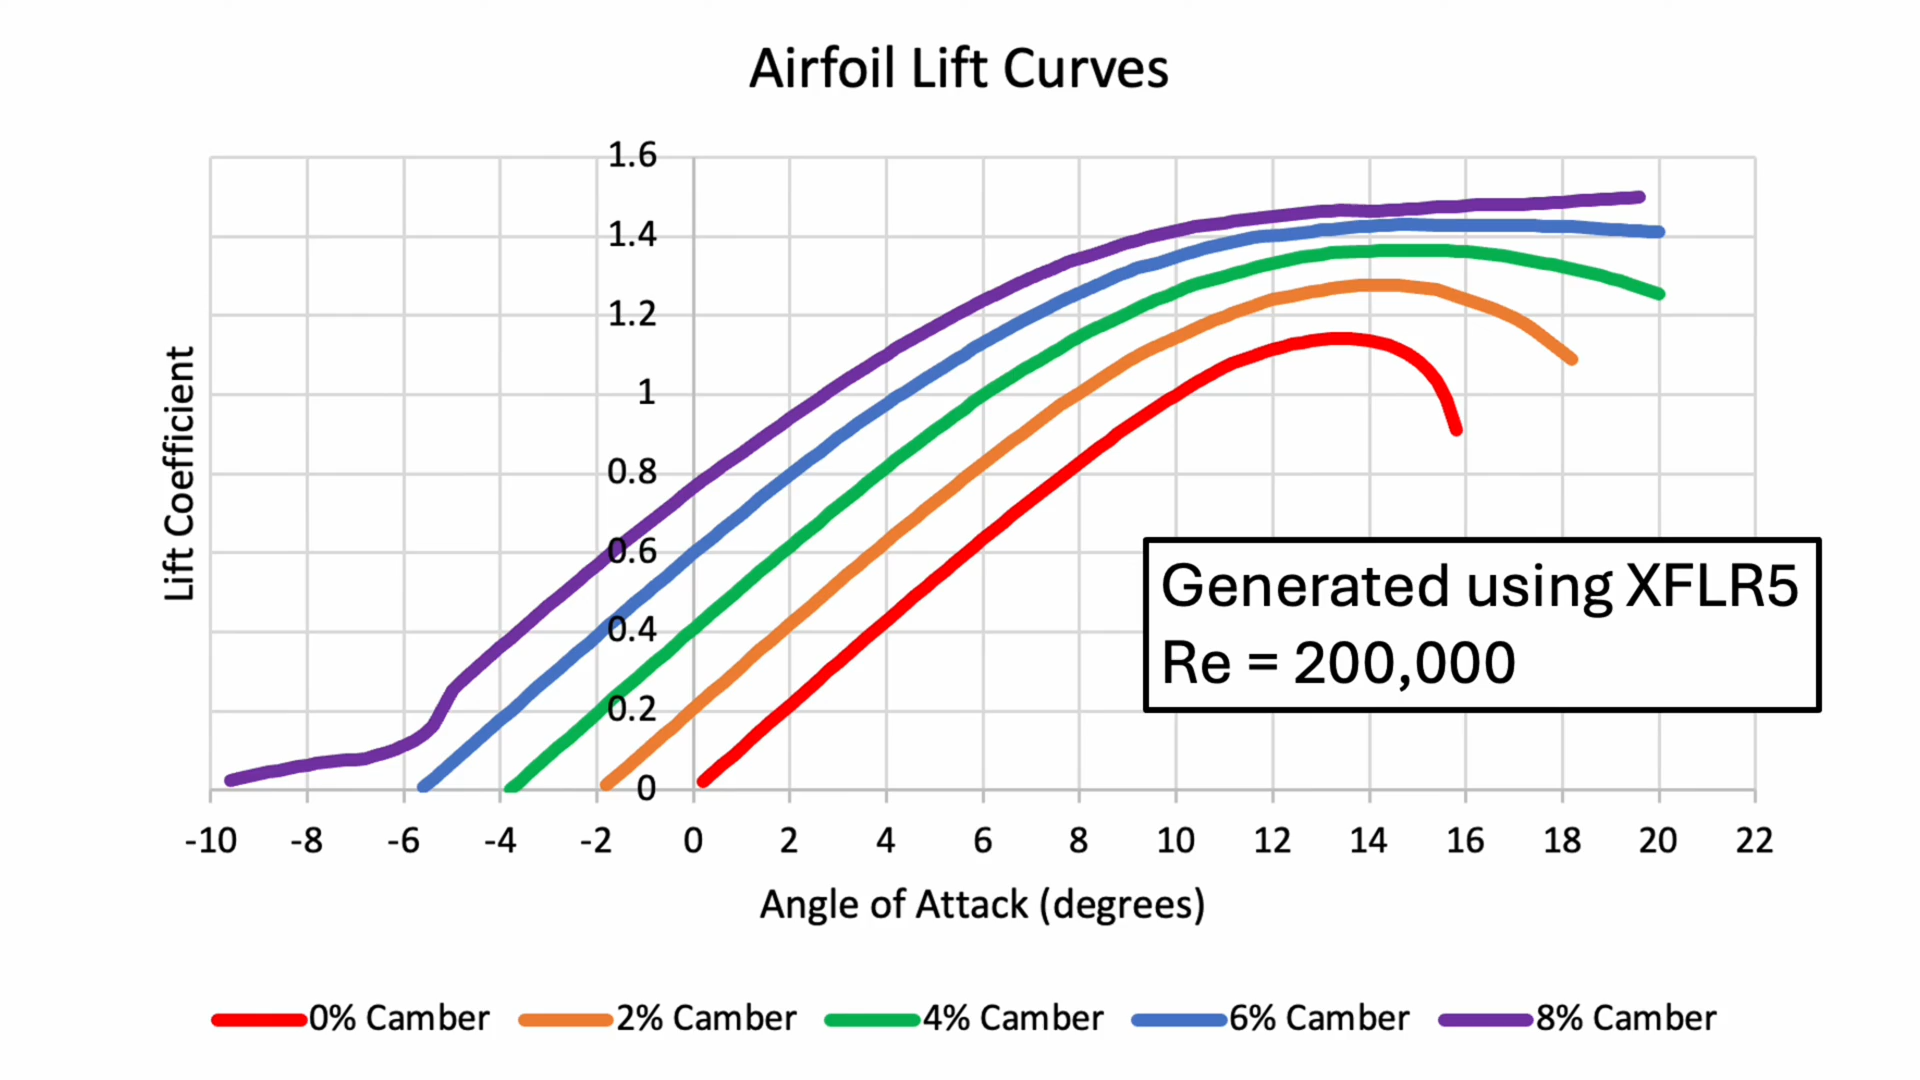 Airfoil Lift Curves
1.6
1.4
1.2
1
0.8
0.6
0.4
0.2
0
Lift Coefficient
Generated using XFLR5
Re = 200,000
-10 -8 -6 -4 -2 0 2 4 6 8 10 12 14 16 18 20 22
Angle of Attack (degrees)
0% Camber 2% Camber 4% Camber 6% Camber 8% Camber